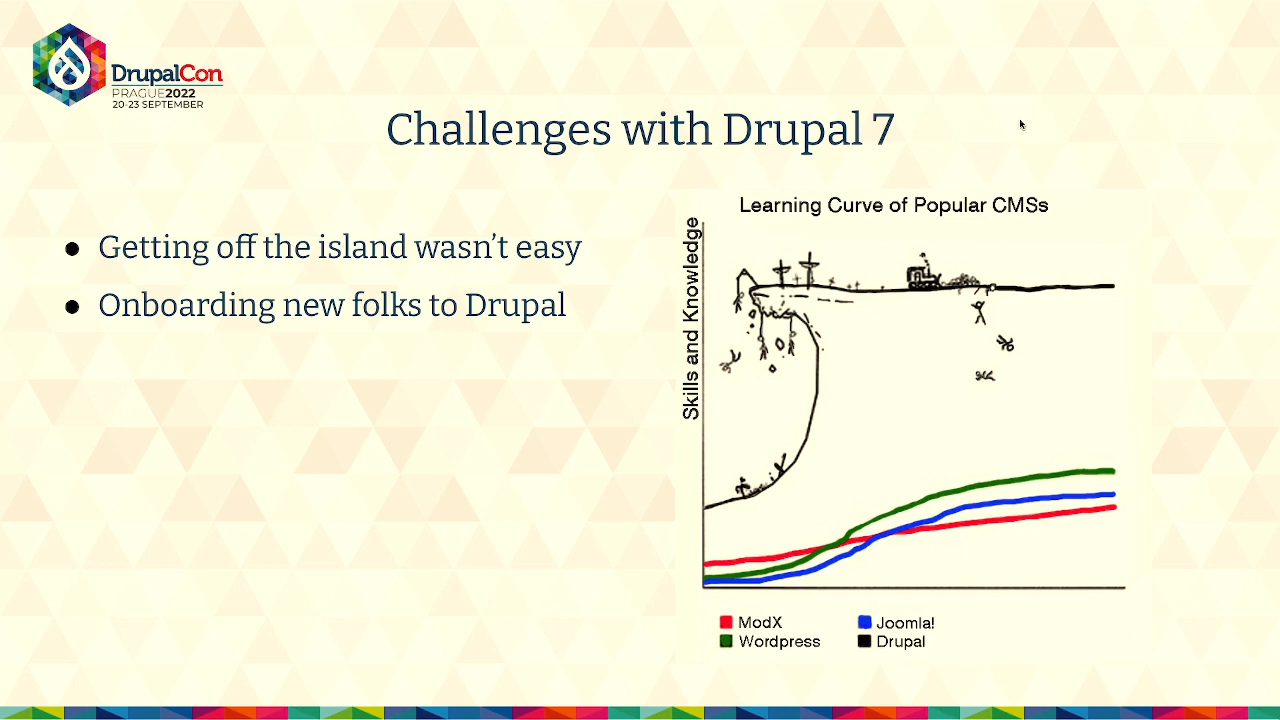 DrupalCon
PRAGUE2022
20-23 SEPTEMBER
Challenges with Drupal 7
● Getting off the island wasn't easy
● Onboarding new folks to Drupal
Learning Curve of Popular CMSs
Skills and Knowledge
ModX
Wordpress
Joomla!
Drupal